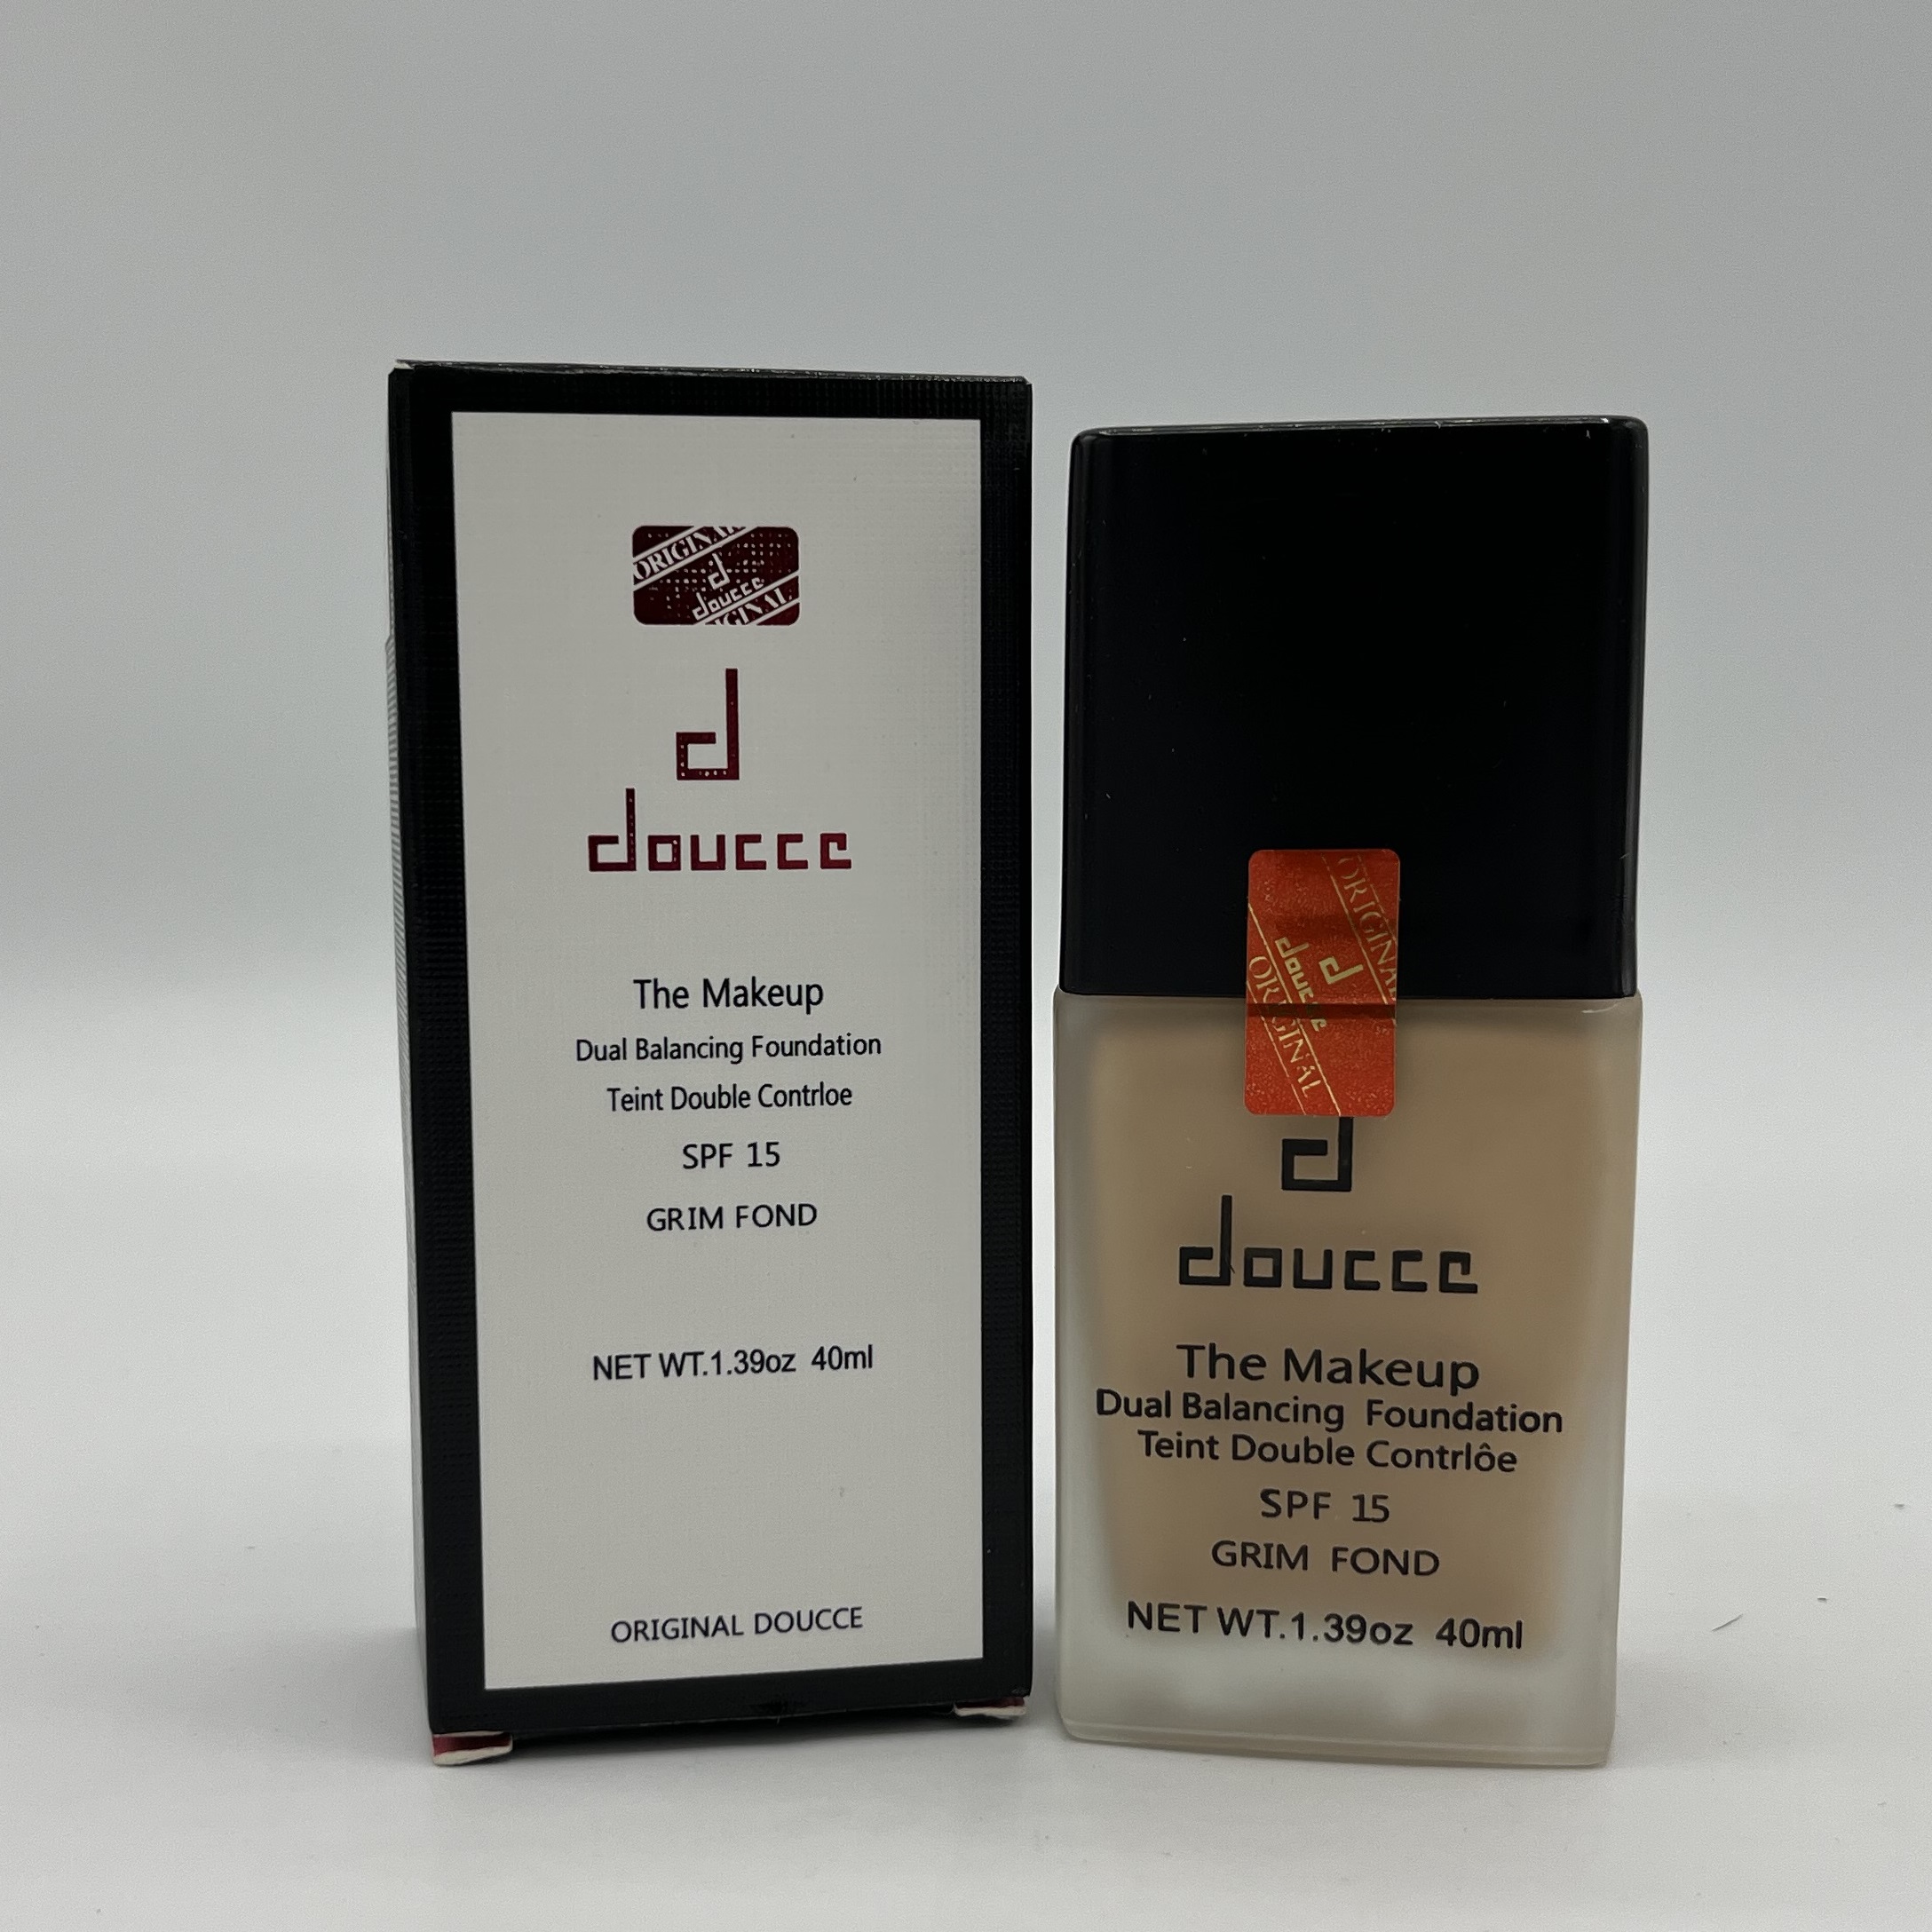 ORIGINAL
d
doucce
ORIGINAL
d
doucce
The Makeup
Dual Balancing Foundation
Teint Double Contrloe
SPF 15
GRIM FOND
NET WT.1.39oz 40ml
ORIGINAL DOUCCE
ORIGINAL
d
doucce
ORIGINAL
d
doucce
The Makeup
Dual Balancing Foundation
Teint Double Contrlôe
SPF 15
GRIM FOND
NET WT.1.39oz 40ml